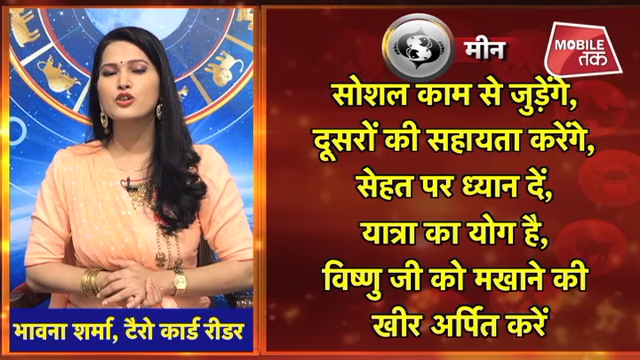 मीन
MOBILE
तक
सोशल काम से जुड़ेंगे,
दूसरों की सहायता करेंगे,
सेहत पर ध्यान दें,
यात्रा का योग है,
विष्णु जी को मखाने की
खीर अर्पित करें
भावना शर्मा, टैरो कार्ड रीडर